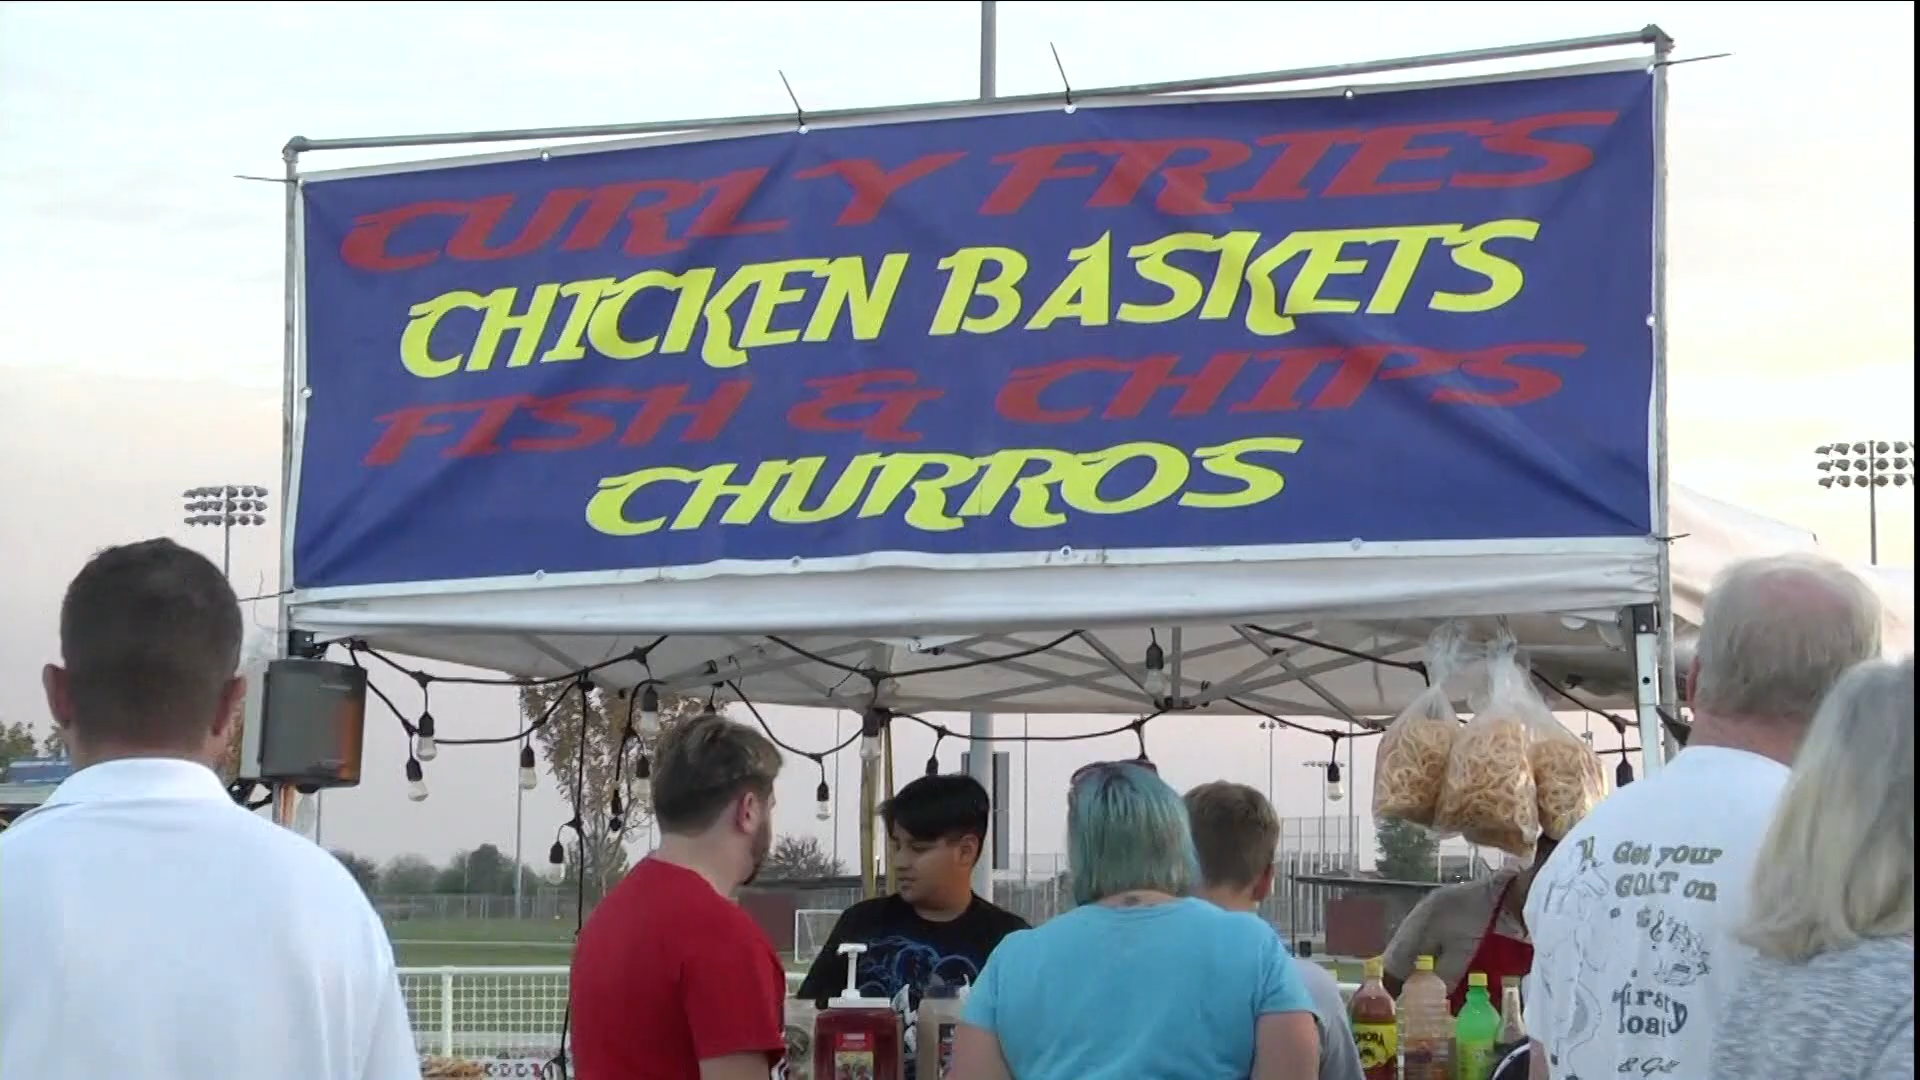 CURLY FRIES
CHICKEN BASKETS
FISH & CHIPS
CHURROS
Get your
GOAT on